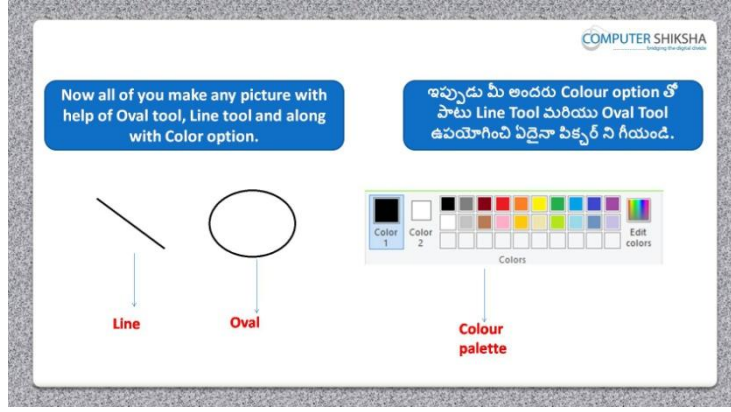 COMPUTER SHIKSHA
bridging the digital divide
Now all of you make any picture with
help of Oval tool, Line tool and along
with Color option.
ఇప్పుడు మీ అందరు Colour option తో
పాటు Line Tool మరియు Oval Tool
ఉపయోగించి ఏదైనా పిక్చర్ ని గీయండి.
Color
1
Color
2
Edit
colors
Colors
Line
Oval
Colour
palette